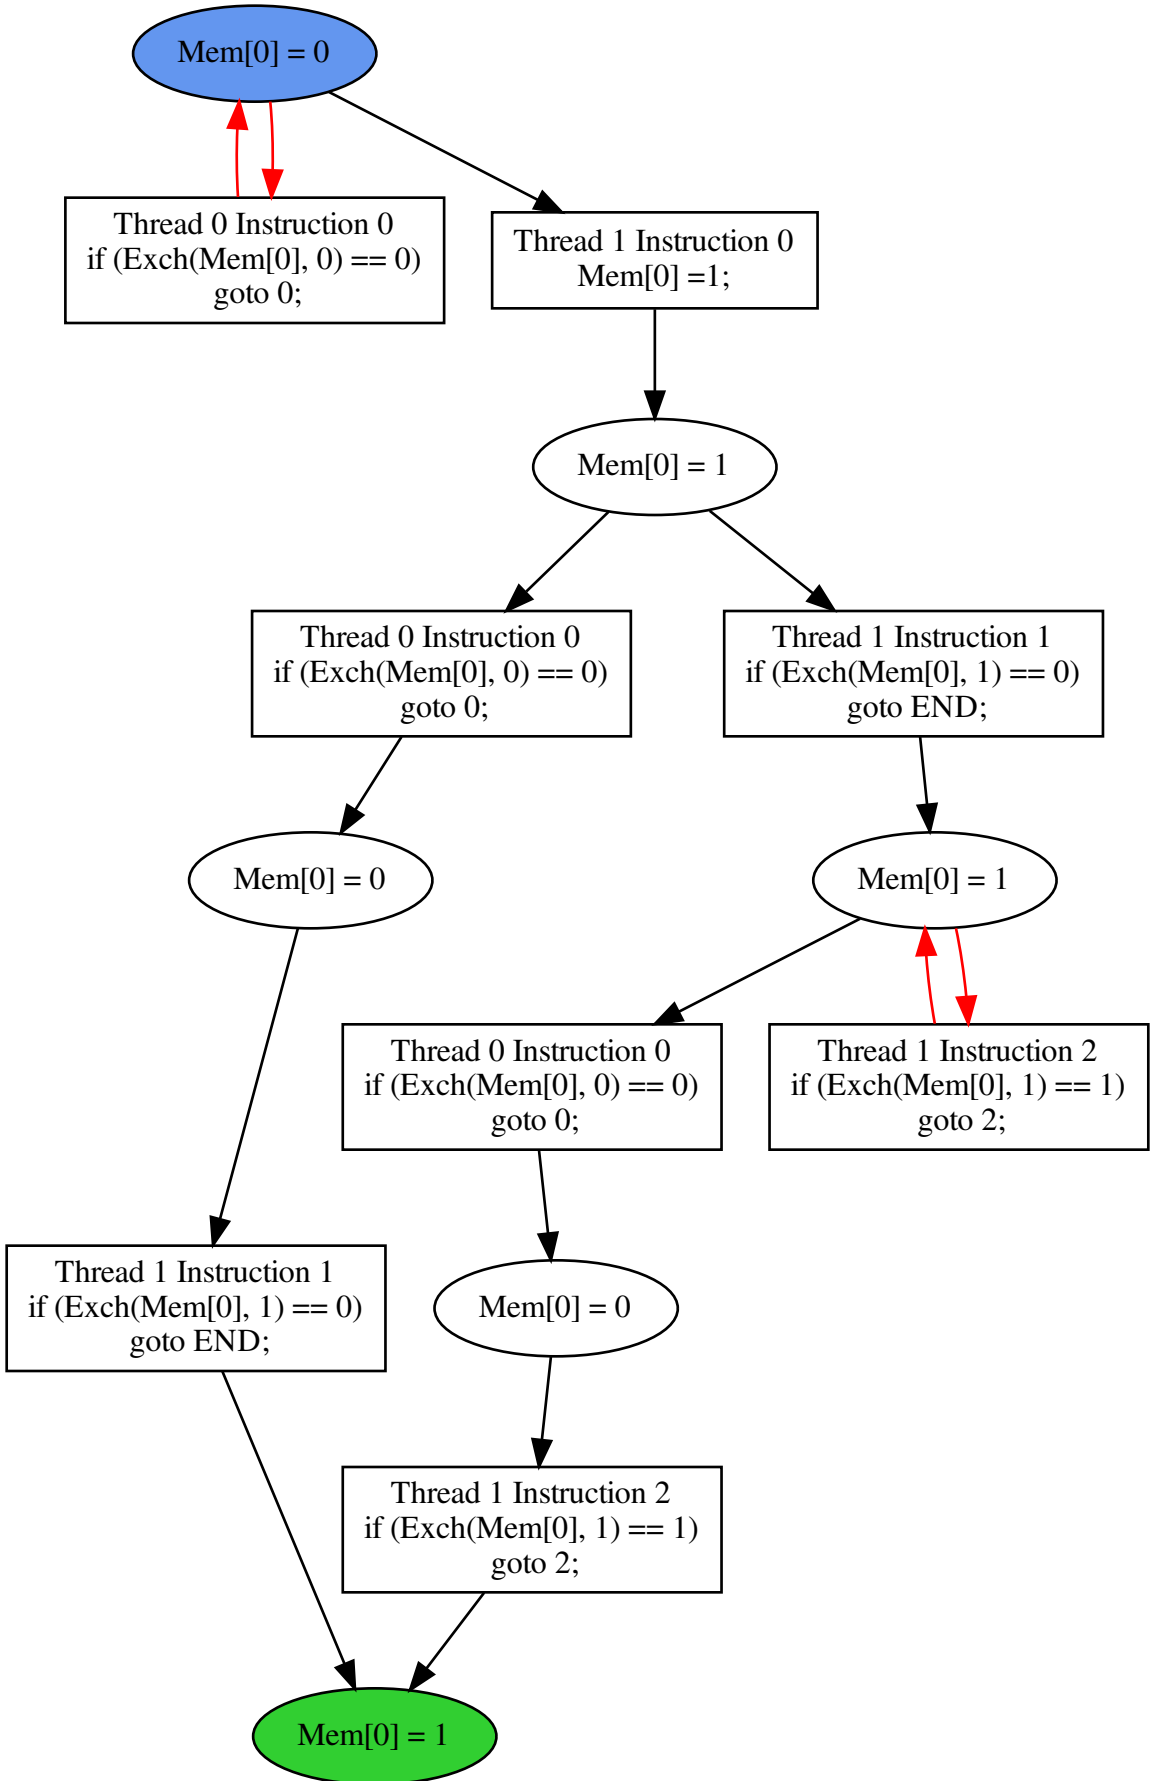 Mem[0] = 0
Thread 0 Instruction 0
if (Exch(Mem[0], 0) == 0)
goto 0;
Thread 1 Instruction 0
Mem[0] =1;
Mem[0] = 1
Thread 0 Instruction 0
if (Exch(Mem[0], 0) == 0)
goto 0;
Thread 1 Instruction 1
if (Exch(Mem[0], 1) == 0)
goto END;
Mem[0] = 0
Mem[0] = 1
Thread 0 Instruction 0
if (Exch(Mem[0], 0) == 0)
goto 0;
Thread 1 Instruction 2
if (Exch(Mem[0], 1) == 1)
goto 2;
Thread 1 Instruction 1
if (Exch(Mem[0], 1) == 0)
goto END;
Mem[0] = 0
Thread 1 Instruction 2
if (Exch(Mem[0], 1) == 1)
goto 2;
Mem[0] = 1